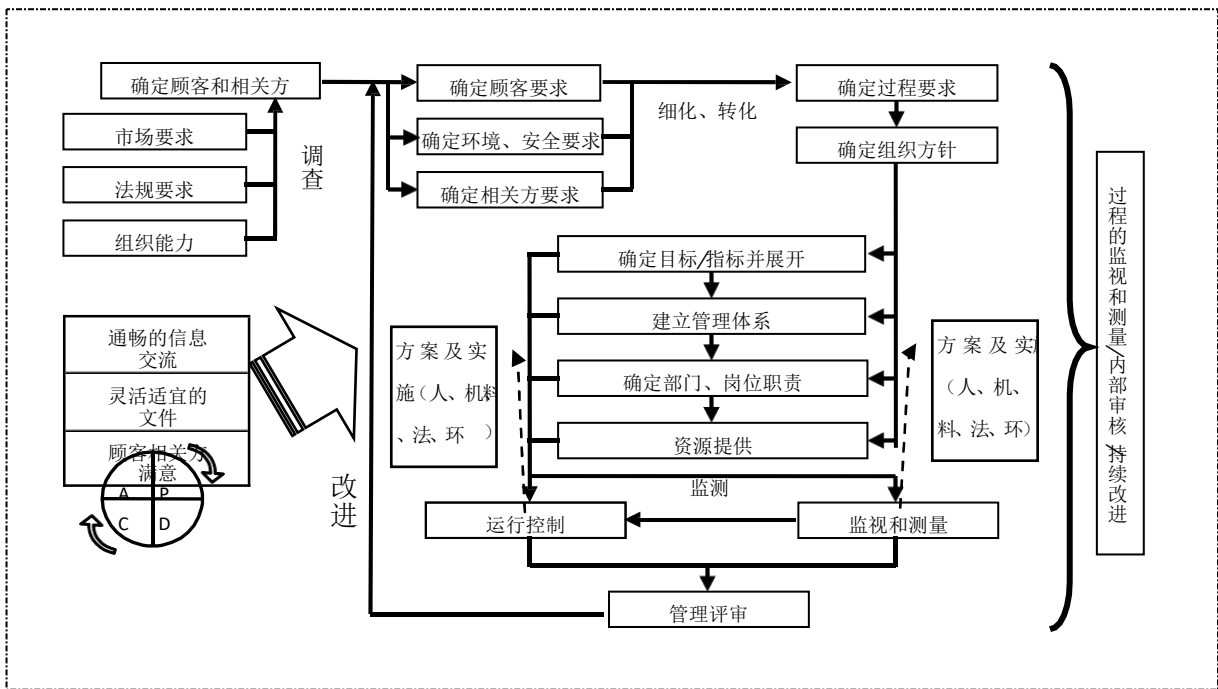 确定顾客和相关方
市场要求
法规要求
组织能力
调查
确定顾客要求
确定环境、安全要求
确定相关方要求
细化、转化
确定过程要求
确定组织方针
确定目标/指标并展开
建立管理体系
确定部门、岗位职责
资源提供
方案及实
施(人、机料
、法、环 )
方案及实施
(人、机、
料、法、环)
通畅的信息
交流
灵活适宜的
文件
顾客相关方
满意
A P
C D
改进
监测
运行控制
监视和测量
管理评审
过程的监视和测量/内部审核/持续改进